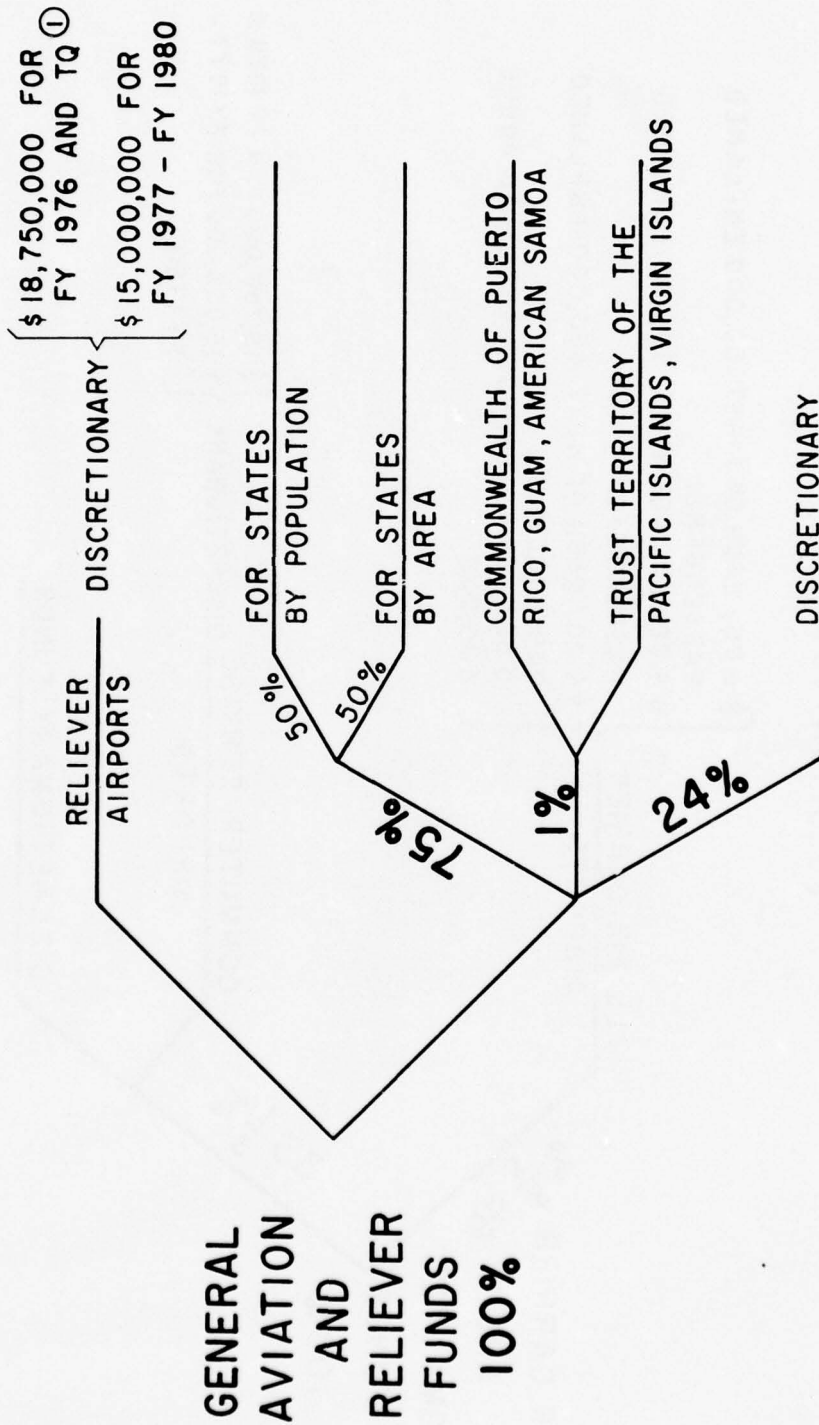 GENERAL
AVIATION
AND
RELIEVER
FUNDS
100%
RELIEVER
AIRPORTS
DISCRETIONARY
$18,750,000 FOR
FY 1976 AND TQ ①
$15,000,000 FOR
FY 1977 - FY 1980
75%
50%
FOR STATES
BY POPULATION
50%
FOR STATES
BY AREA
1%
COMMONWEALTH OF PUERTO
RICO, GUAM, AMERICAN SAMOA
TRUST TERRITORY OF THE
PACIFIC ISLANDS, VIRGIN ISLANDS
24%
DISCRETIONARY